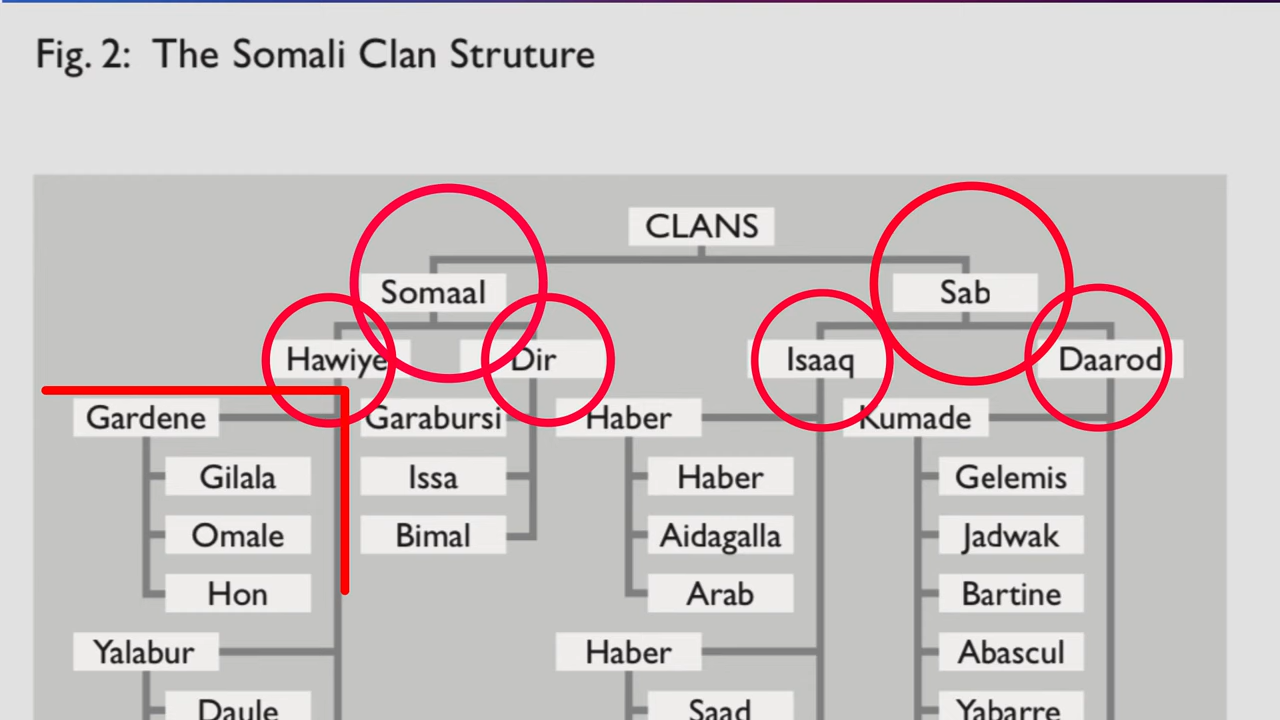 Fig. 2: The Somali Clan Struture
CLANS
Somaal
Sab
Hawiye
Dir
Isaaq
Daarod
Gardene
Garabursi
Haber
Kumade
Gilala
Issa
Haber
Gelemis
Omale
Bimal
Aidagalla
Jadwak
Hon
Arab
Bartine
Yalabur
Haber
Abascul
Daule
Saad
Yabarre